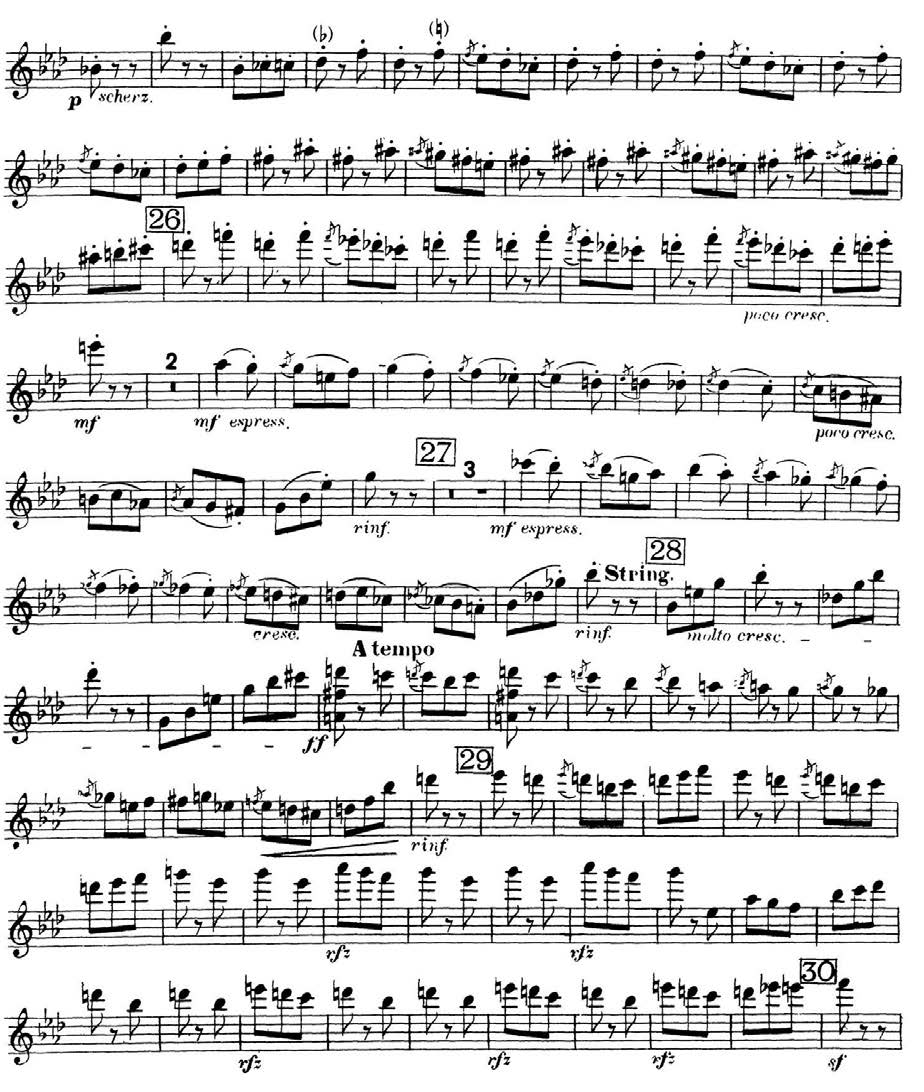 p scherz.
26
poco cresc.
2
mf mf espress. poco cresc.
27
3
rinf. mf espress.
28
String.
cresc. rinf. molto cresc.
A tempo
ff
29
rinf.
rfz rfz
30
rfz rfz rfz sf